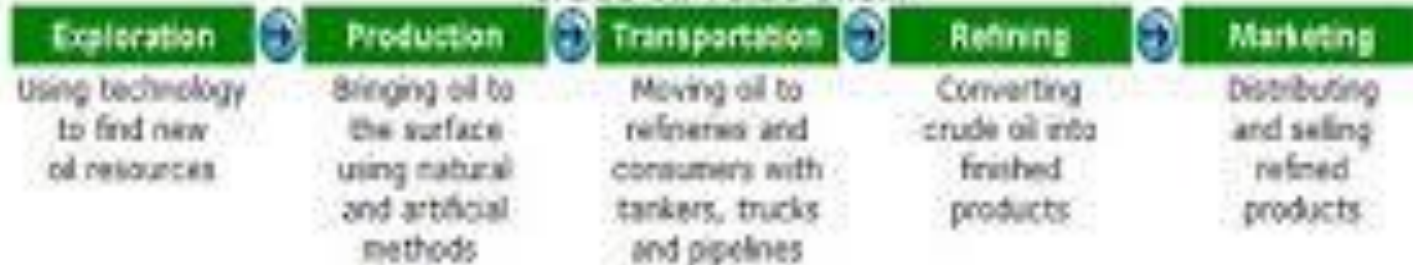 Exploration
Production
Transportation
Refining
Marketing
Using technology
to find new
oil resources
Bringing oil to
the surface
using natural
and artificial
methods
Moving oil to
refineries and
consumers with
tankers, trucks
and pipelines
Converting
crude oil into
finished
products
Distributing
and selling
refined
products